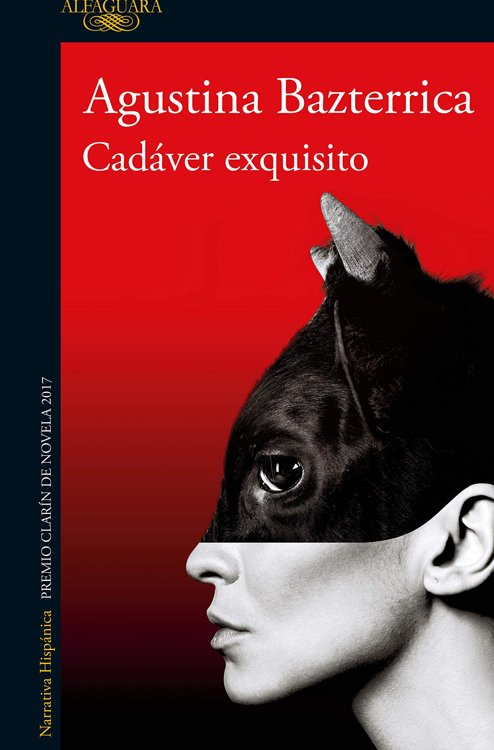 ALFAGUARA
Agustina Bazterrica
Cadáver exquisito
Narrativa Hispánica PREMIO CLARÍN DE NOVELA 2017